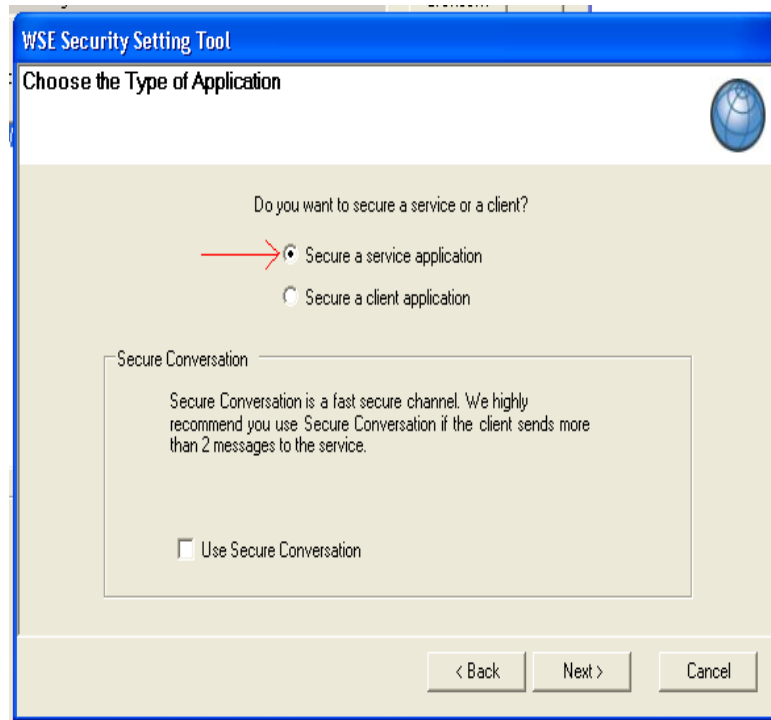 WSE Security Setting Tool
Choose the Type of Application
Do you want to secure a service or a client?
Secure a service application
Secure a client application
Secure Conversation
Secure Conversation is a fast secure channel. We highly
recommend you use Secure Conversation if the client sends more
than 2 messages to the service.
Use Secure Conversation
< Back
Next >
Cancel